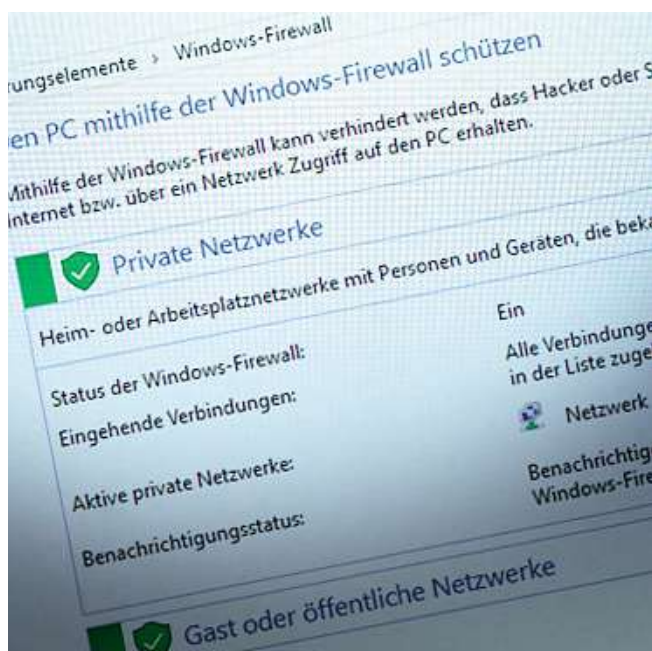 ungselemente › Windows-Firewall
en PC mithilfe der Windows-Firewall schützen
Mithilfe der Windows-Firewall kann verhindert werden, dass Hacker oder S
nternet bzw. über ein Netzwerk Zugriff auf den PC erhalten.
Private Netzwerke
Heim- oder Arbeitsplatznetzwerke mit Personen und Geräten, die beka
Status der Windows-Firewall: Ein
Eingehende Verbindungen: Alle Verbindunge
in der Liste zuge
Aktive private Netzwerke: Netzwerk
Benachrichtigungsstatus: Benachrichtig
Windows-Fire
Gast oder öffentliche Netzwerke